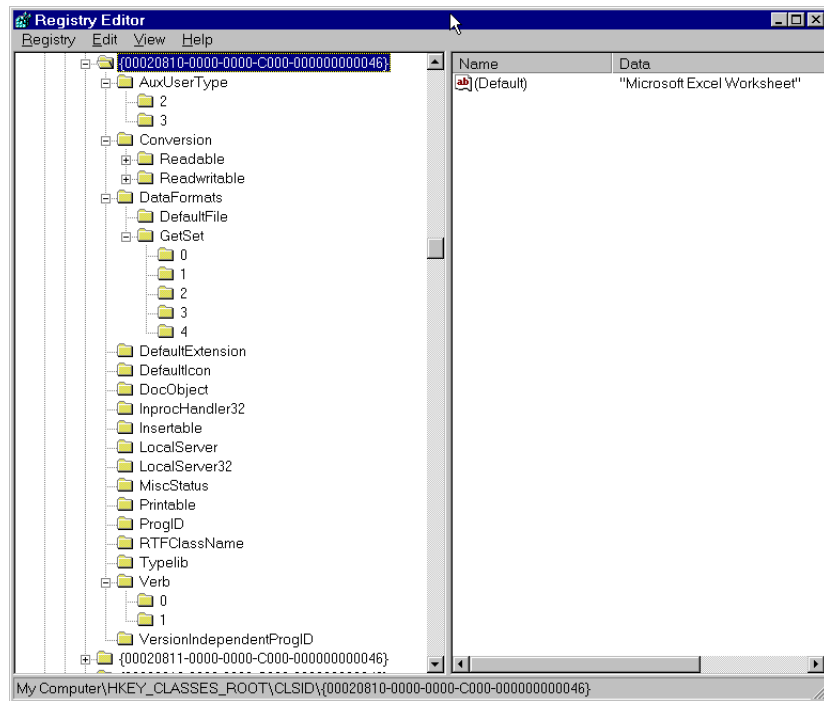 Registry Editor
Registry Edit View Help
{00020810-0000-0000-C000-000000000046}
AuxUserType
2
3
Conversion
Readable
Readwritable
DataFormats
DefaultFile
GetSet
0
1
2
3
4
DefaultExtension
DefaultIcon
DocObject
InprocHandler32
Insertable
LocalServer
LocalServer32
MiscStatus
Printable
ProgID
RTFClassName
Typelib
Verb
0
1
VersionIndependentProgID
{00020811-0000-0000-C000-000000000046}
Name Data
ab (Default) "Microsoft Excel Worksheet"
My Computer\HKEY_CLASSES_ROOT\CLSID\{00020810-0000-0000-C000-000000000046}